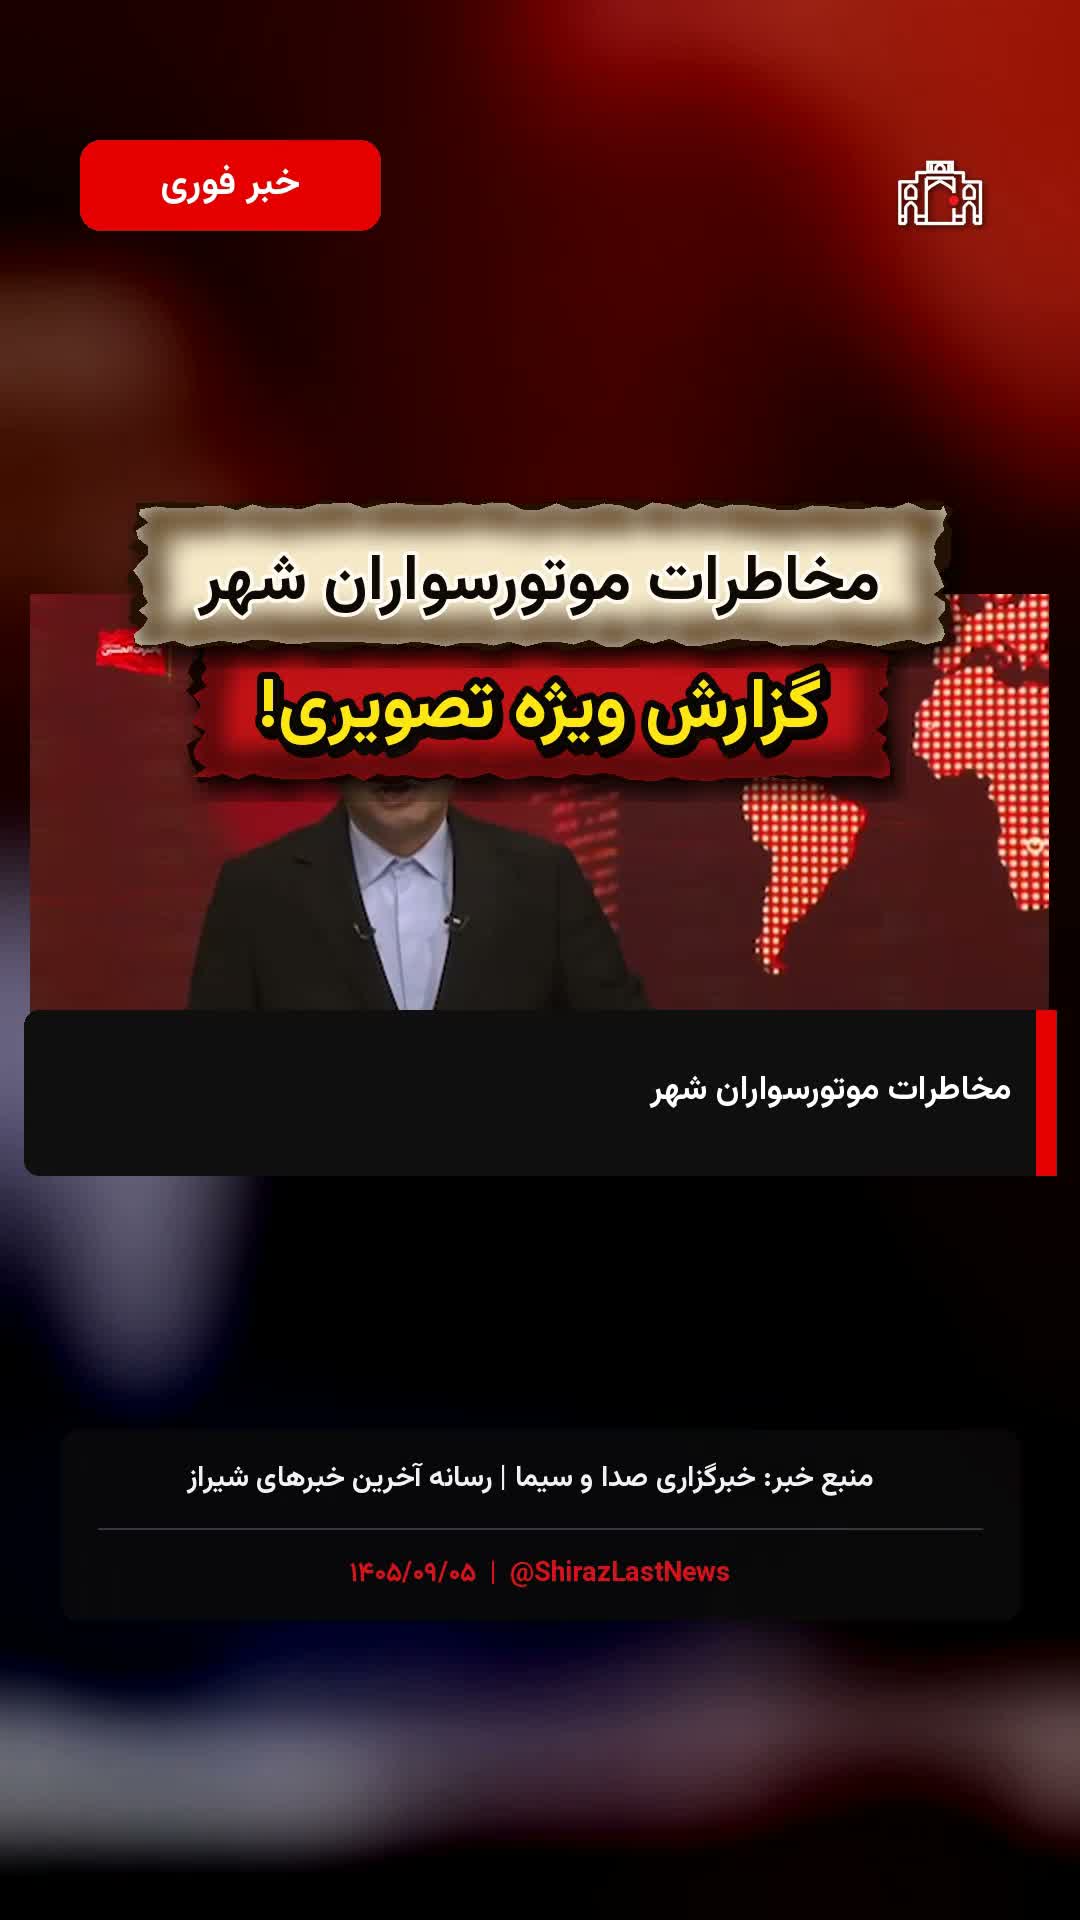 خبر فوری
مخاطرات موتورسواران شهر
گزارش ویژه تصویری!
مخاطرات موتورسواران شهر
منبع خبر: خبرگزاری صدا و سیما | رسانه آخرین خبرهای شیراز
۱۴۰۵/۰۹/۰۵ | @ShirazLastNews